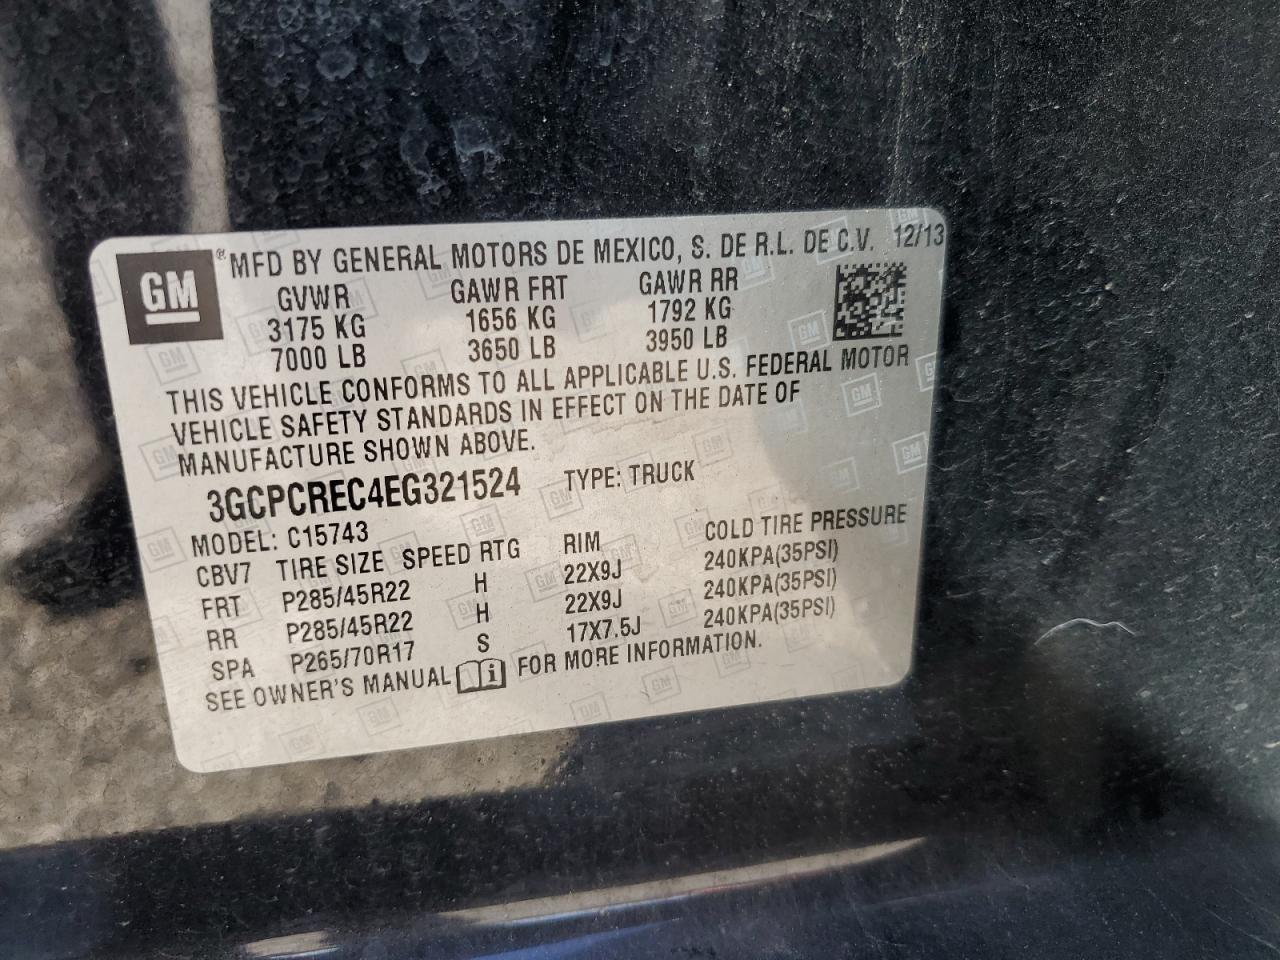 GM ® MFD BY GENERAL MOTORS DE MEXICO, S. DE R.L. DE C.V. 12/13
GVWR GAWR FRT GAWR RR
3175 KG 1656 KG 1792 KG
7000 LB 3650 LB 3950 LB
THIS VEHICLE CONFORMS TO ALL APPLICABLE U.S. FEDERAL MOTOR
VEHICLE SAFETY STANDARDS IN EFFECT ON THE DATE OF
MANUFACTURE SHOWN ABOVE.
3GCPCREC4EG321524 TYPE: TRUCK
MODEL: C15743
CBV7 TIRE SIZE SPEED RTG RIM COLD TIRE PRESSURE
FRT P285/45R22 H 22X9J 240KPA(35PSI)
RR P285/45R22 H 22X9J 240KPA(35PSI)
SPA P265/70R17 S 17X7.5J 240KPA(35PSI)
SEE OWNER'S MANUAL i FOR MORE INFORMATION.